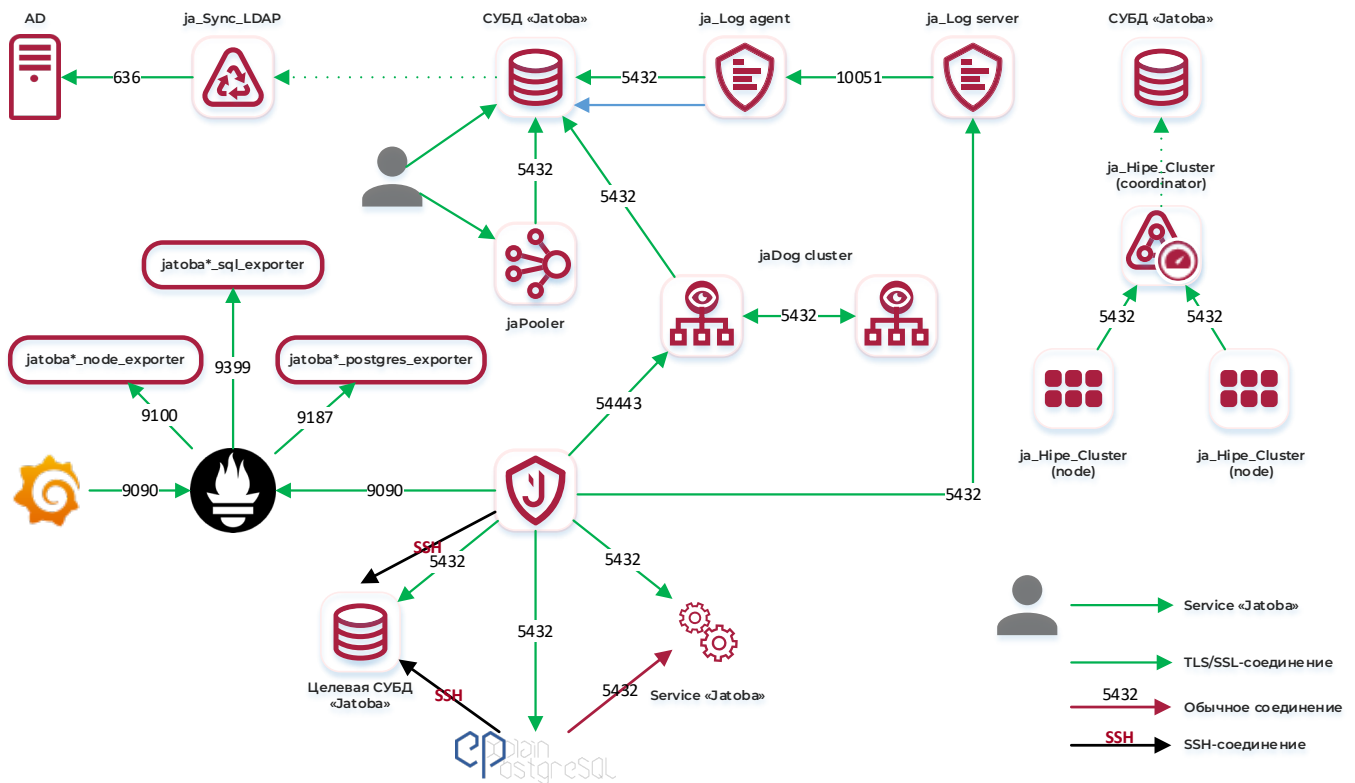 AD
ja_Sync_LDAP
СУБД «Jatoba»
ja_Log agent
ja_Log server
СУБД «Jatoba»
636
5432
10051
5432
5432
ja_Hipe_Cluster
(coordinator)
jatoba*_sql_exporter
jaDog cluster
jaPooler
5432
5432
5432
jatoba*_node_exporter
jatoba*_postgres_exporter
9399
9100
9187
54443
ja_Hipe_Cluster
(node)
ja_Hipe_Cluster
(node)
9090
9090
5432
SSH
5432
5432
5432
Service «Jatoba»
TLS/SSL-соединение
Целевая СУБД
«Jatoba»
SSH
5432
Service «Jatoba»
5432
Обычное соединение
SSH
SSH-соединение
explain
PostgreSQL